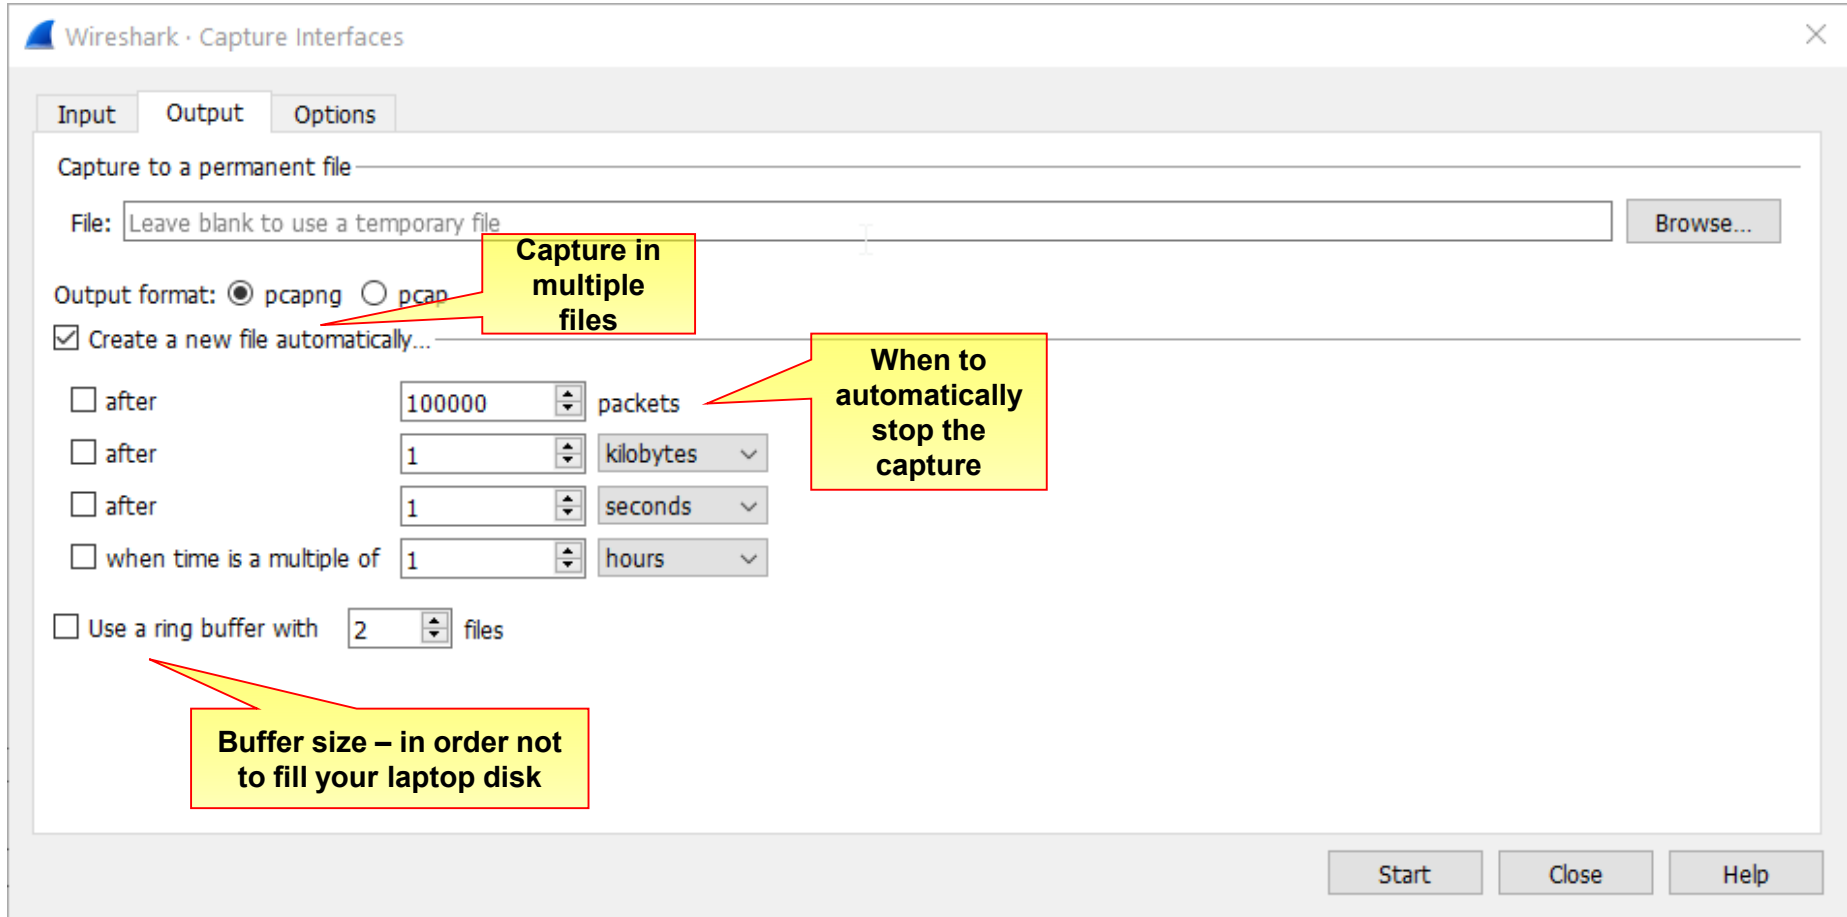 Wireshark · Capture Interfaces
Input Output Options
Capture to a permanent file
File: Leave blank to use a temporary file Browse...
Capture in
multiple
files
Output format: pcapng pcap
Create a new file automatically...
When to
automatically
stop the
capture
after 100000 packets
after 1 kilobytes
after 1 seconds
when time is a multiple of 1 hours
Use a ring buffer with 2 files
Buffer size – in order not
to fill your laptop disk
Start Close Help